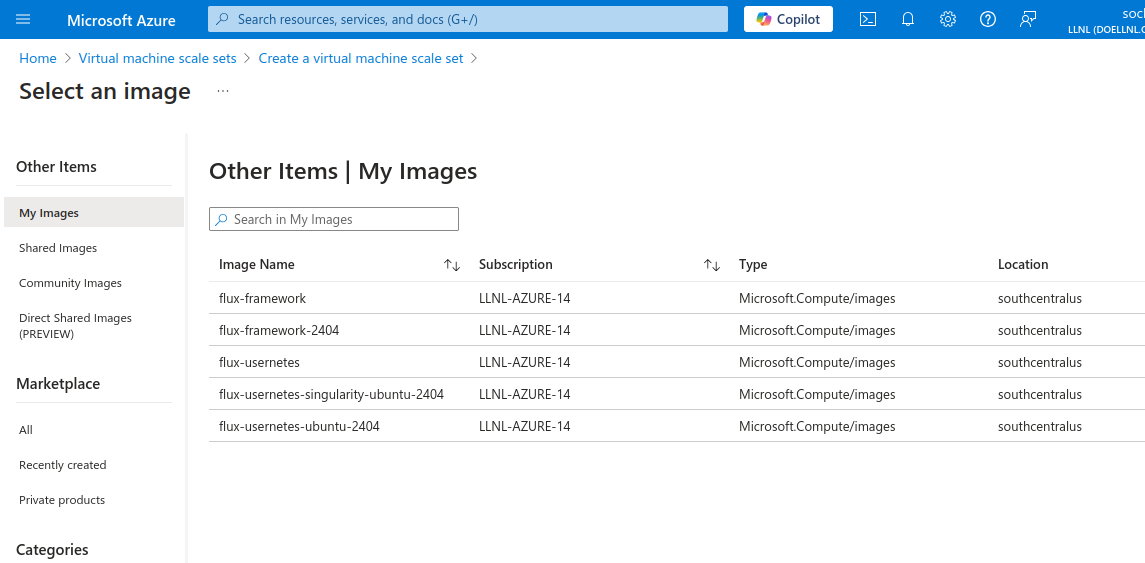 Microsoft Azure
Search resources, services, and docs (G+/)
Copilot
LLNL (DOELLNL.
Home > Virtual machine scale sets > Create a virtual machine scale set >
Select an image ...
Other Items
My Images
Shared Images
Community Images
Direct Shared Images
(PREVIEW)
Marketplace
All
Recently created
Private products
Categories
Other Items | My Images
Search in My Images
Image Name Subscription Type Location
flux-framework LLNL-AZURE-14 Microsoft.Compute/images southcentralus
flux-framework-2404 LLNL-AZURE-14 Microsoft.Compute/images southcentralus
flux-usernetes LLNL-AZURE-14 Microsoft.Compute/images southcentralus
flux-usernetes-singularity-ubuntu-2404 LLNL-AZURE-14 Microsoft.Compute/images southcentralus
flux-usernetes-ubuntu-2404 LLNL-AZURE-14 Microsoft.Compute/images southcentralus